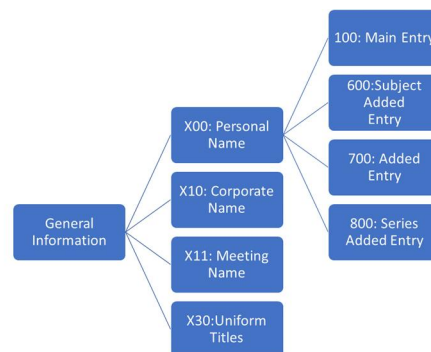 General
Information
X00: Personal
Name
X10: Corporate
Name
X11: Meeting
Name
X30:Uniform
Titles
100: Main Entry
600:Subject
Added
Entry
700: Added
Entry
800: Series
Added Entry